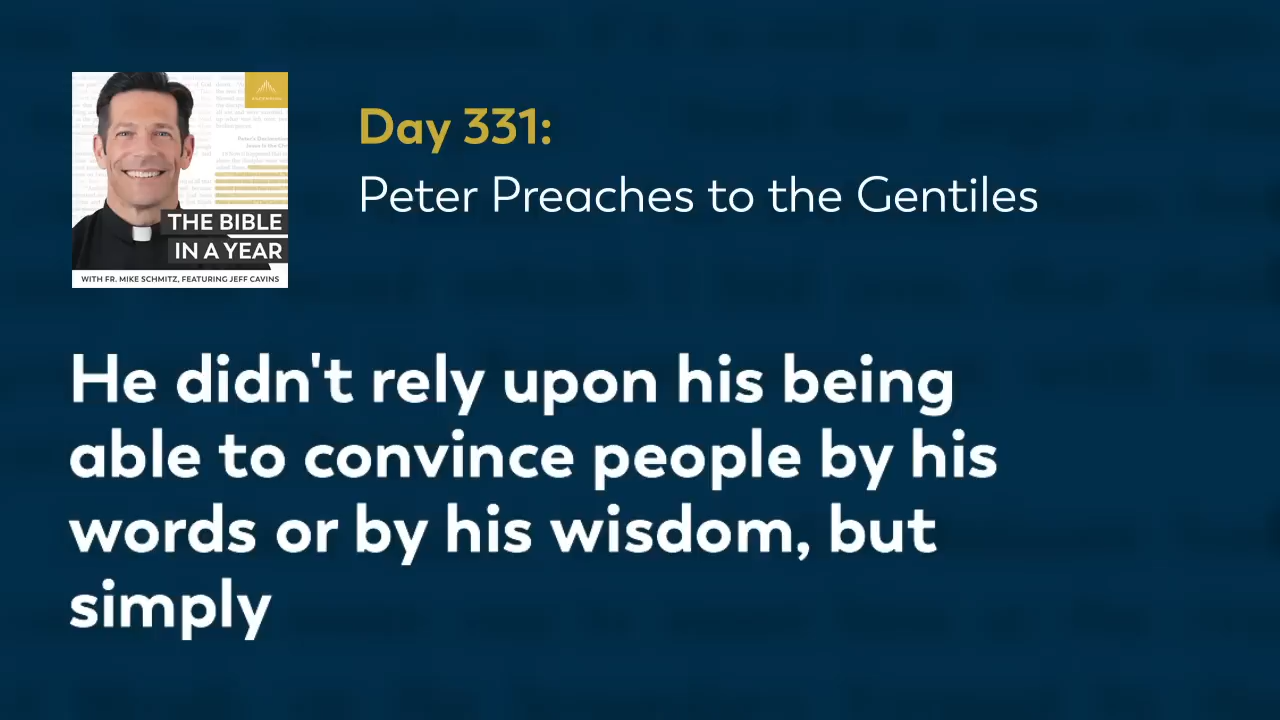 Day 331:
Peter Preaches to the Gentiles
THE BIBLE
IN A YEAR
WITH FR. MIKE SCHMITZ, FEATURING JEFF CAVINS
He didn't rely upon his being
able to convince people by his
words or by his wisdom, but
simply